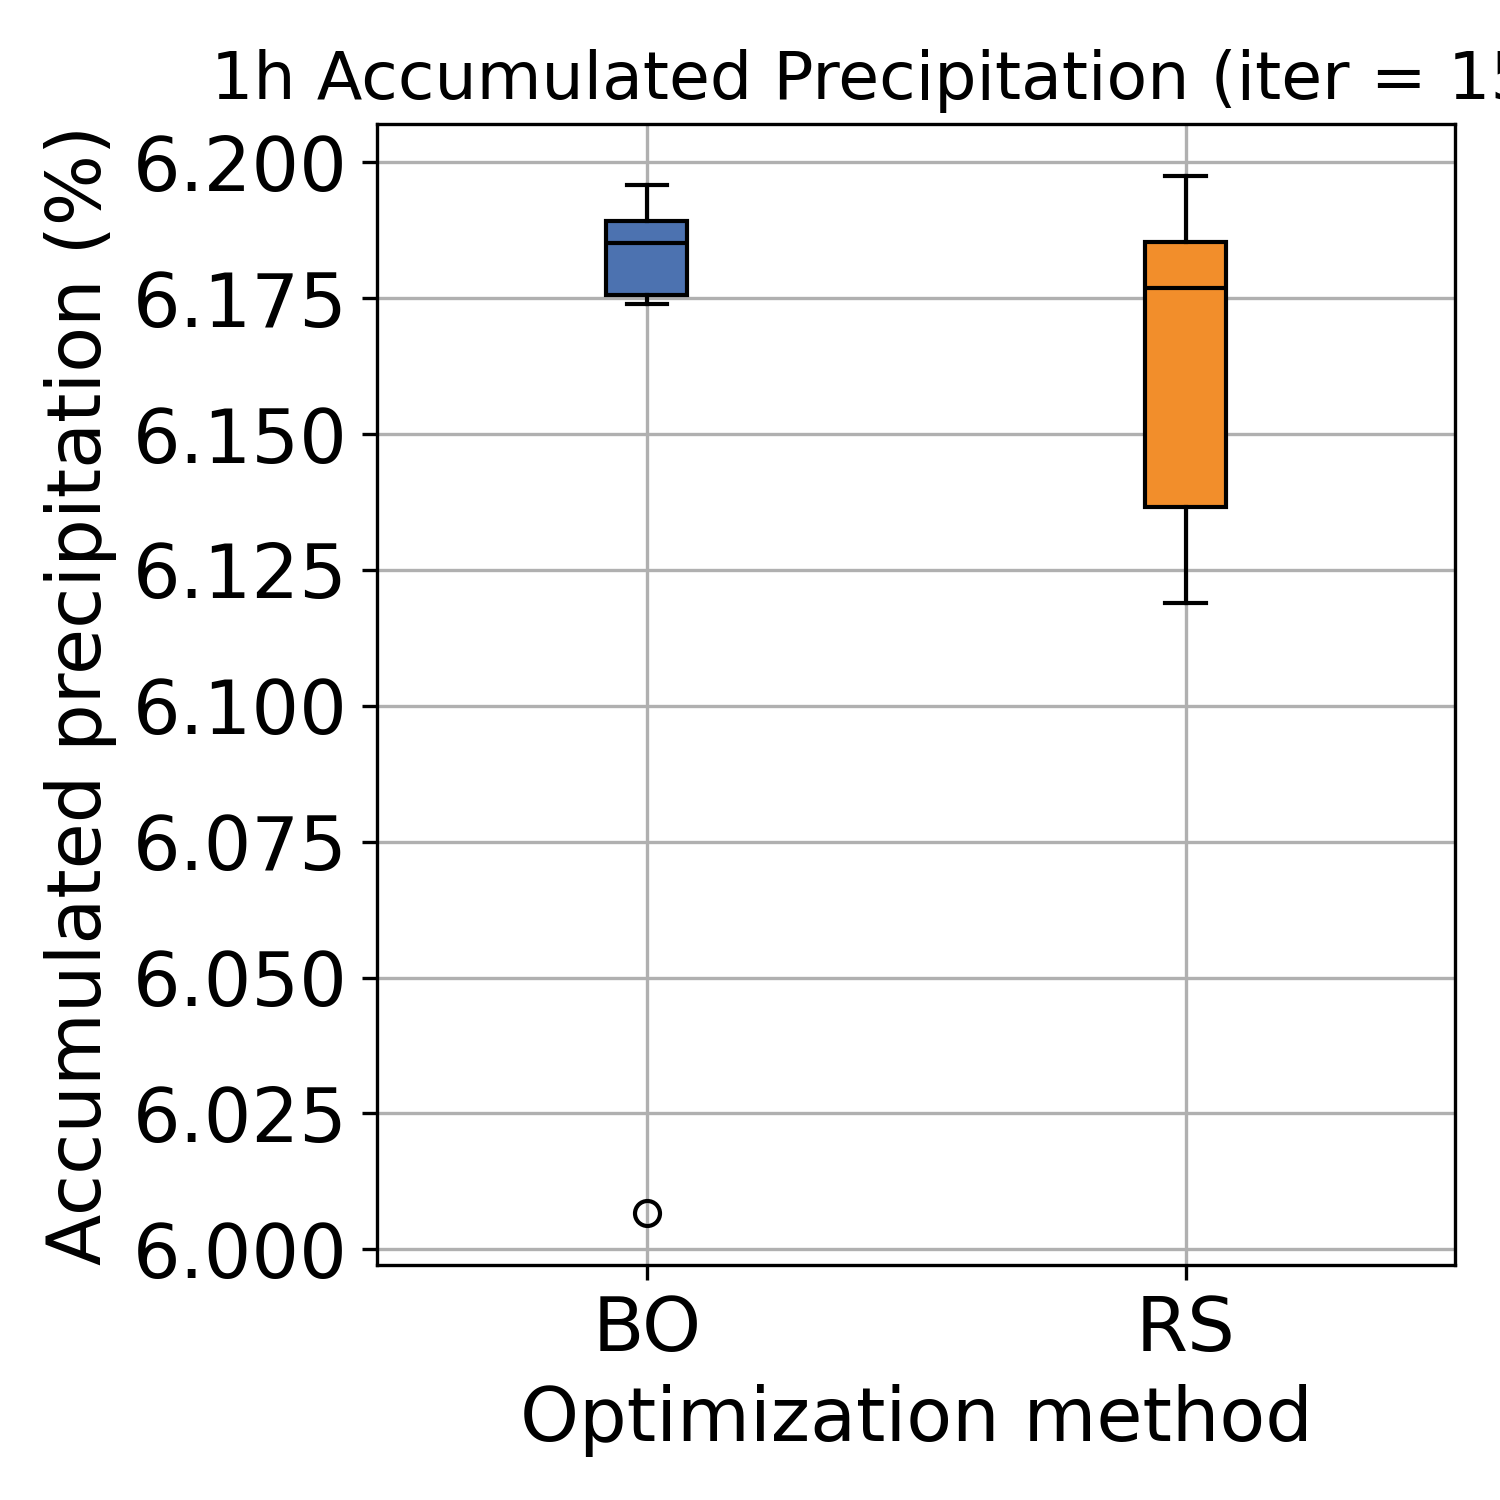 1h Accumulated Precipitation (iter = 15
Accumulated precipitation (%)
6.200
6.175
6.150
6.125
6.100
6.075
6.050
6.025
6.000
BO RS
Optimization method